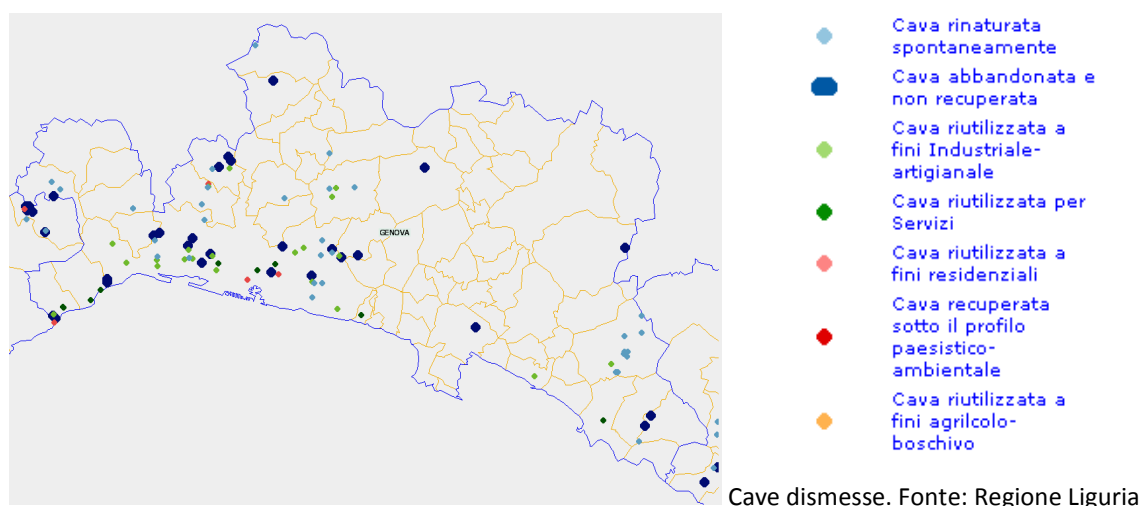 GENOVA
Cava rinaturata
spontaneamente
Cava abbandonata e
non recuperata
Cava riutilizzata a
fini Industriale-
artigianale
Cava riutilizzata per
Servizi
Cava riutilizzata a
fini residenziali
Cava recuperata
sotto il profilo
paesistico-
ambientale
Cava riutilizzata a
fini agrilcolo-
boschivo
Cave dismesse. Fonte: Regione Liguria